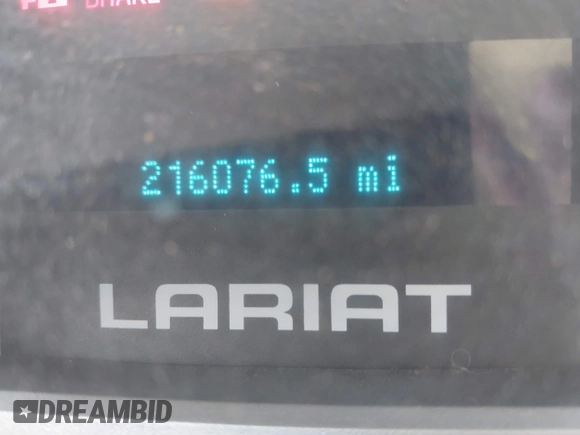 BRAKE
216076.5 mi
LARIAT
DREAMBID